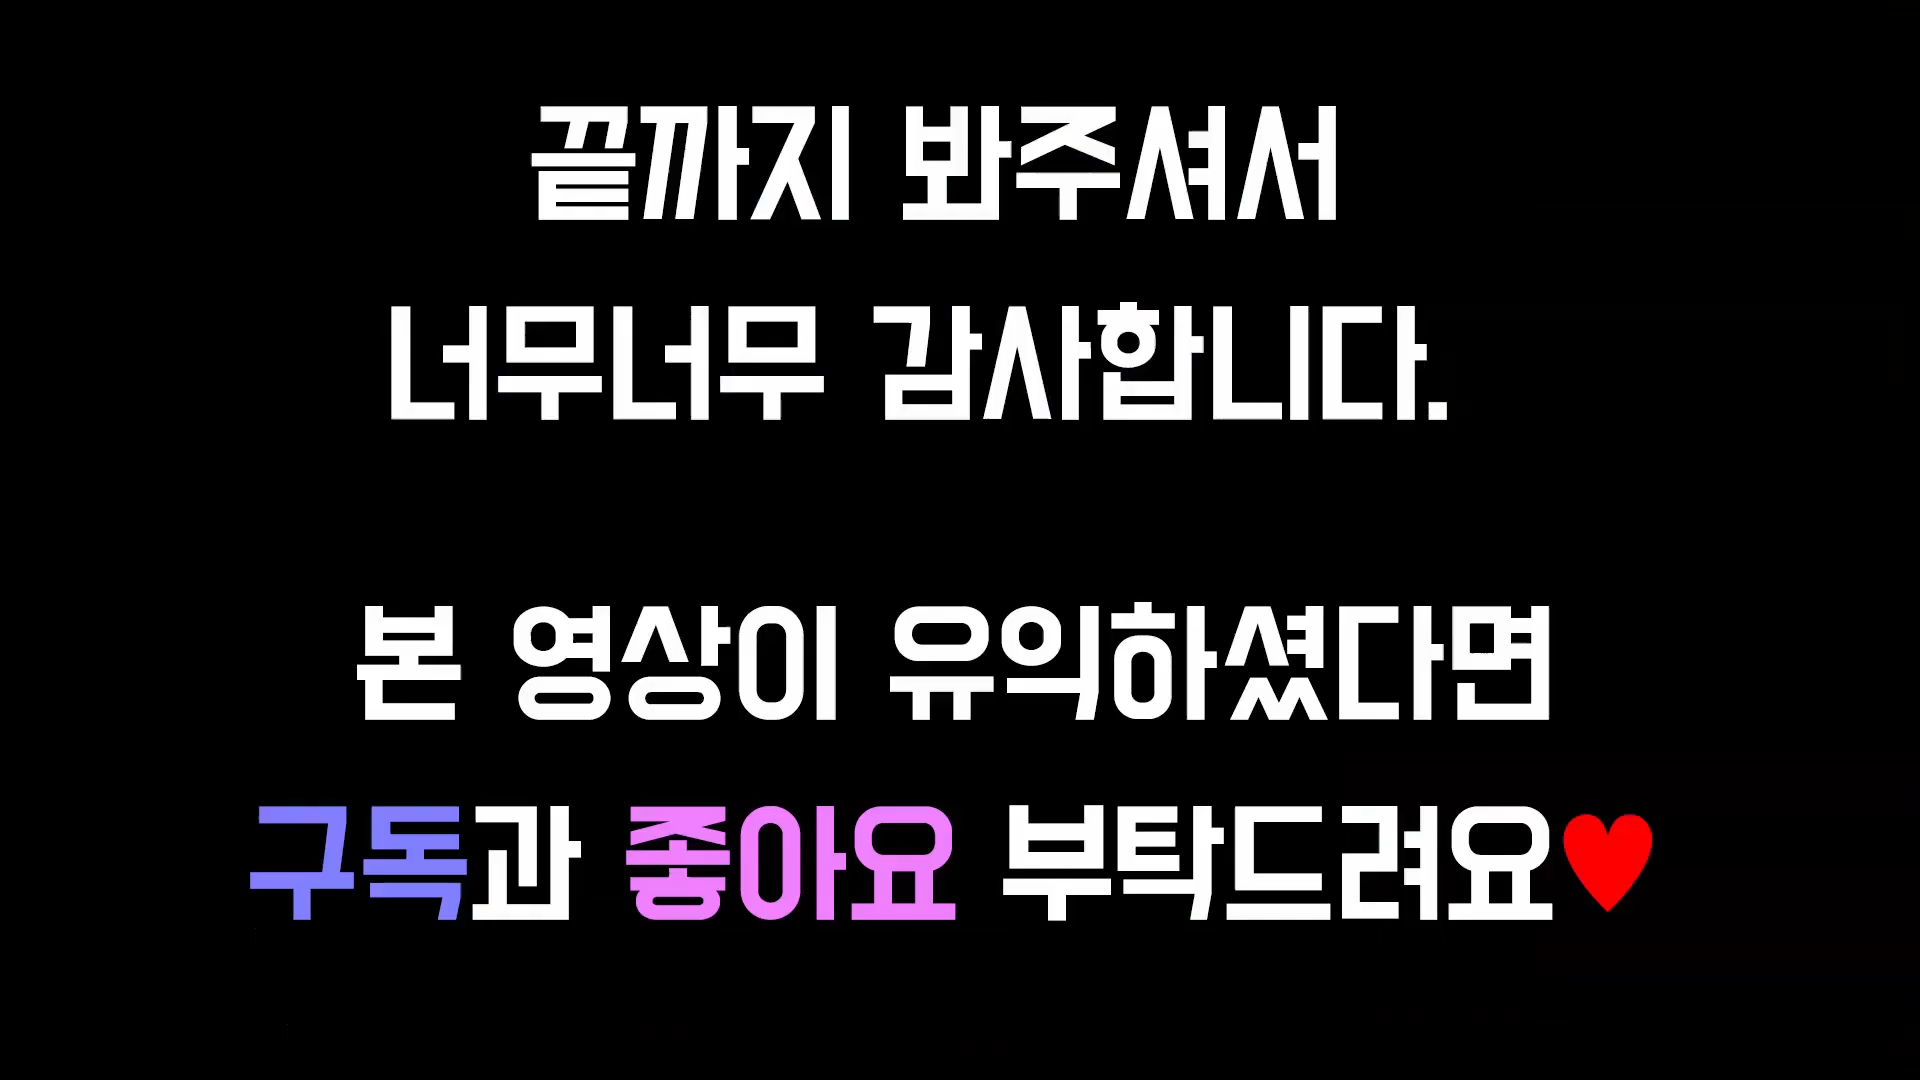 끝까지 봐주셔서
너무너무 감사합니다.
본 영상이 유익하셨다면
구독과 좋아요 부탁드려요♥